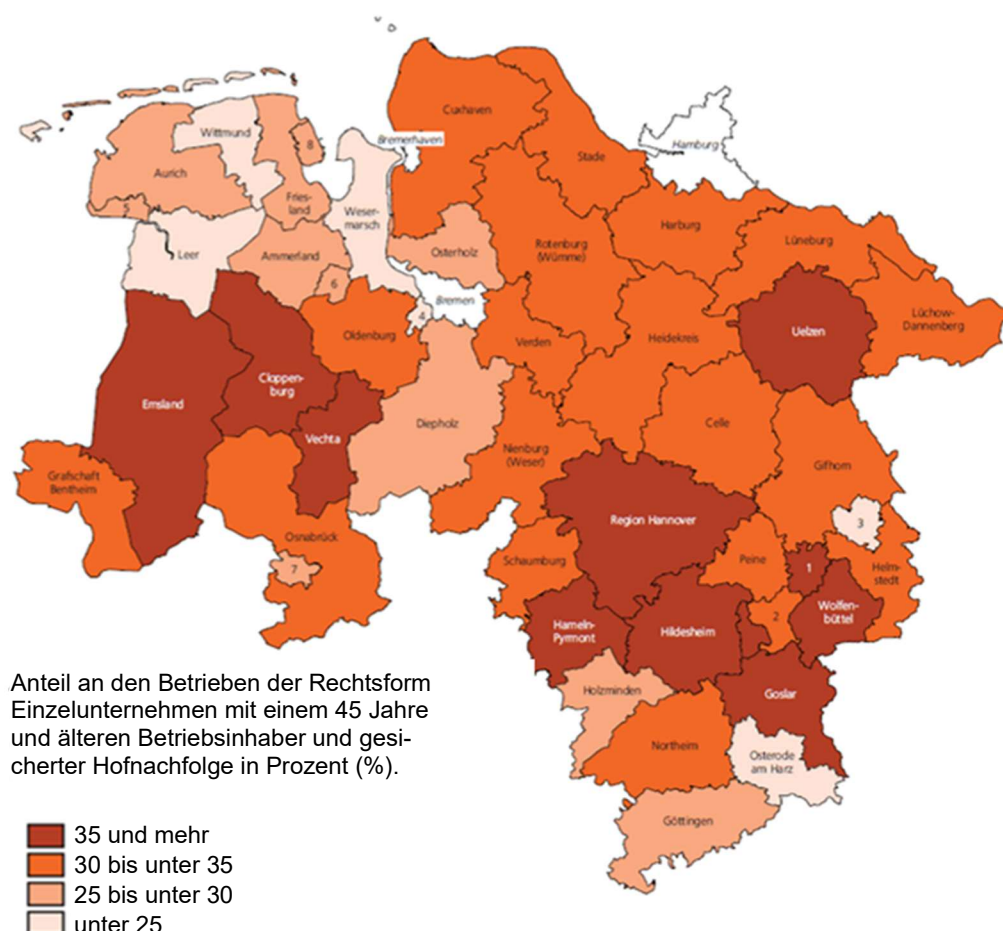 Cuxhaven
Bremerhaven
Hamburg
Stade
Wittmund
8
Aurich
5
Fries-
land
Weser-
marsch
Leer
Ammerland
Osterholz
Rotenburg
(Wümme)
Harburg
Lüneburg
6
Bremen
4
Oldenburg
Verden
Heidekreis
Uelzen
Lüchow-
Dannenberg
Emsland
Cloppen-
burg
Vechta
Diepholz
Nienburg
(Weser)
Celle
Gifhorn
Grafschaft
Bentheim
Osnabrück
7
Region Hannover
3
Schaumburg
Peine
1
Helm-
stedt
Hameln-
Pyrmont
Hildesheim
2
Wolfen-
büttel
Holzminden
Goslar
Northeim
Osterode
am Harz
Göttingen
Anteil an den Betrieben der Rechtsform
Einzelunternehmen mit einem 45 Jahre
und älteren Betriebsinhaber und gesi-
cherter Hofnachfolge in Prozent (%).
35 und mehr
30 bis unter 35
25 bis unter 30
unter 25